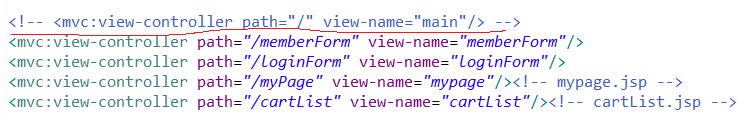 <!-- <mvc:view-controller path="/" view-name="main"/> -->
<mvc:view-controller path="/memberForm" view-name="memberForm"/>
<mvc:view-controller path="/loginForm" view-name="loginForm"/>
<mvc:view-controller path="/myPage" view-name="mypage"/><!-- mypage.jsp -->
<mvc:view-controller path="/cartList" view-name="cartList"/><!-- cartList.jsp -->